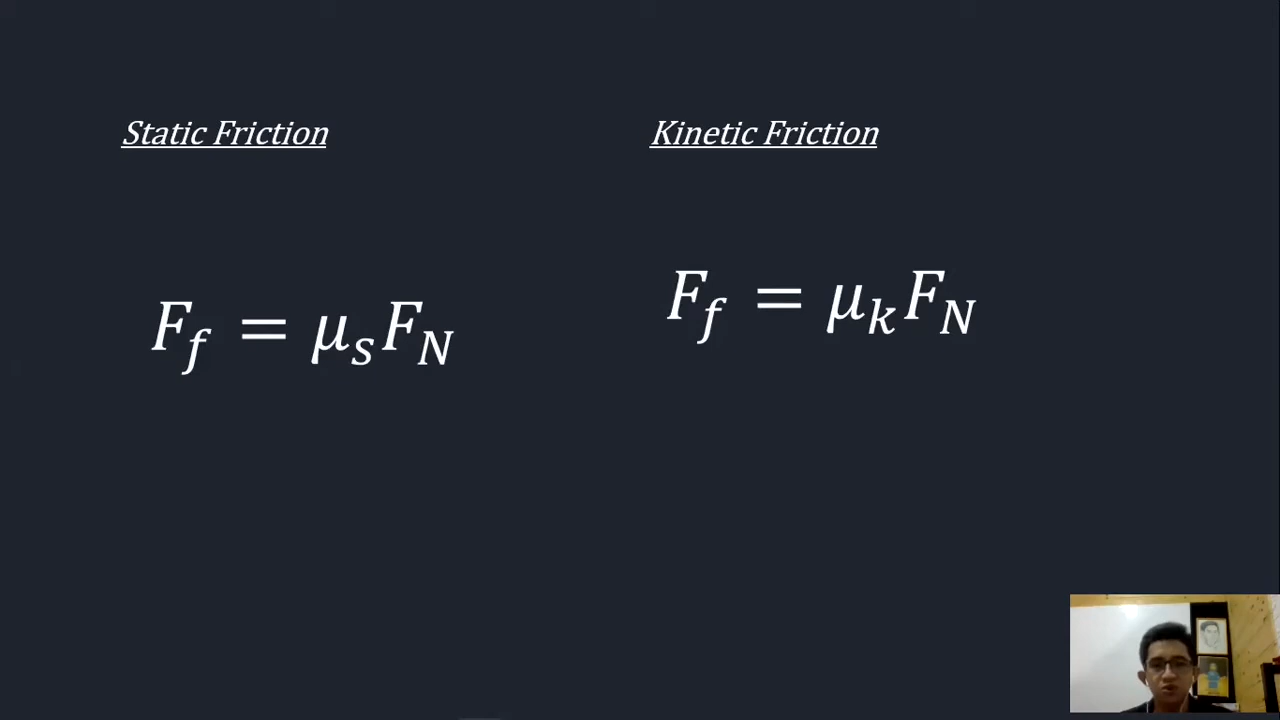 Static Friction
Kinetic Friction
F_f = μ_s F_N
F_f = μ_k F_N